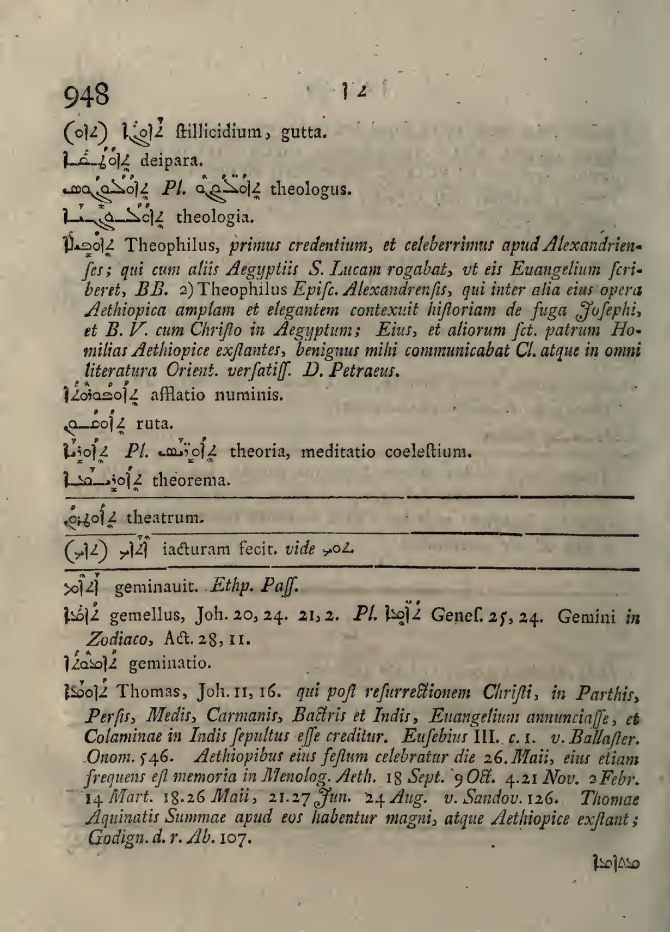 948 ܬܐ
stillicidium, gutta.
deipara.
Pl. theologus.
theologia.
Theophilus, primus credentium, et celeberrimus apud Alexandrien-
ses; qui cum aliis Aegyptiis S. Lucam rogabat, vt eis Euangelium scri-
beret, BB. 2) Theophilus Episc. Alexandrensis, qui inter alia eius opera
Aethiopica amplam et elegantem contexuit historiam de fuga Josephi,
et B. V. cum Christo in Aegyptum; Eius, et aliorum sct. patrum Ho-
milias Aethiopice exstantes, benignus mihi communicabat Cl. atque in omni
literatura Orient. versatiss. D. Petraeus.
afflatio numinis.
ruta.
Pl. theoria, meditatio coelestium.
theorema.
theatrum.
iacturam fecit. vide
geminauit. Ethp. Pass.
ܬܐܡܐ gemellus, Joh. 20, 24. 21, 2. Pl. Genes. 25, 24. Gemini in
Zodiaco, Act. 28, 11.
geminatio.
ܬܐܘܡܐ Thomas, Joh. 11, 16. qui post resurrectionem Christi, in Parthis,
Persis, Medis, Carmanis, Bactris et Indis, Euangelium annunciasse, et
Colaminae in Indis sepultus esse creditur. Eusebius III. c. 1. v. Ballaster.
Onom. 546. Aethiopibus eius festum celebratur die 26. Maii, eius etiam
frequens est memoria in Menolog. Aeth. 18 Sept. 9 Oct. 4. 21 Nov. 2 Febr.
14 Mart. 18. 26 Maii, 21. 27 Jun. 24 Aug. v. Sandov. 126. Thomae
Aquinatis Summae apud eos habentur magni, atque Aethiopice exstant;
Godign. d. r. Ab. 107.